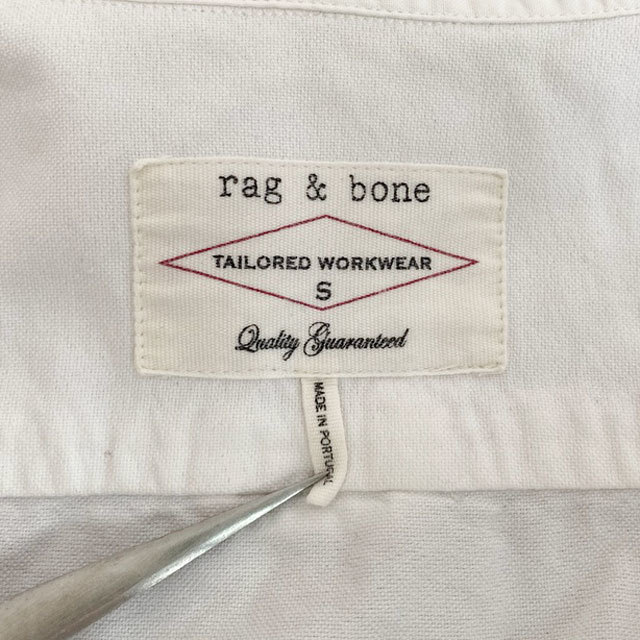 rag & bone
TAILORED WORKWEAR
S
Quality Guaranteed
MADE IN PORTUGAL